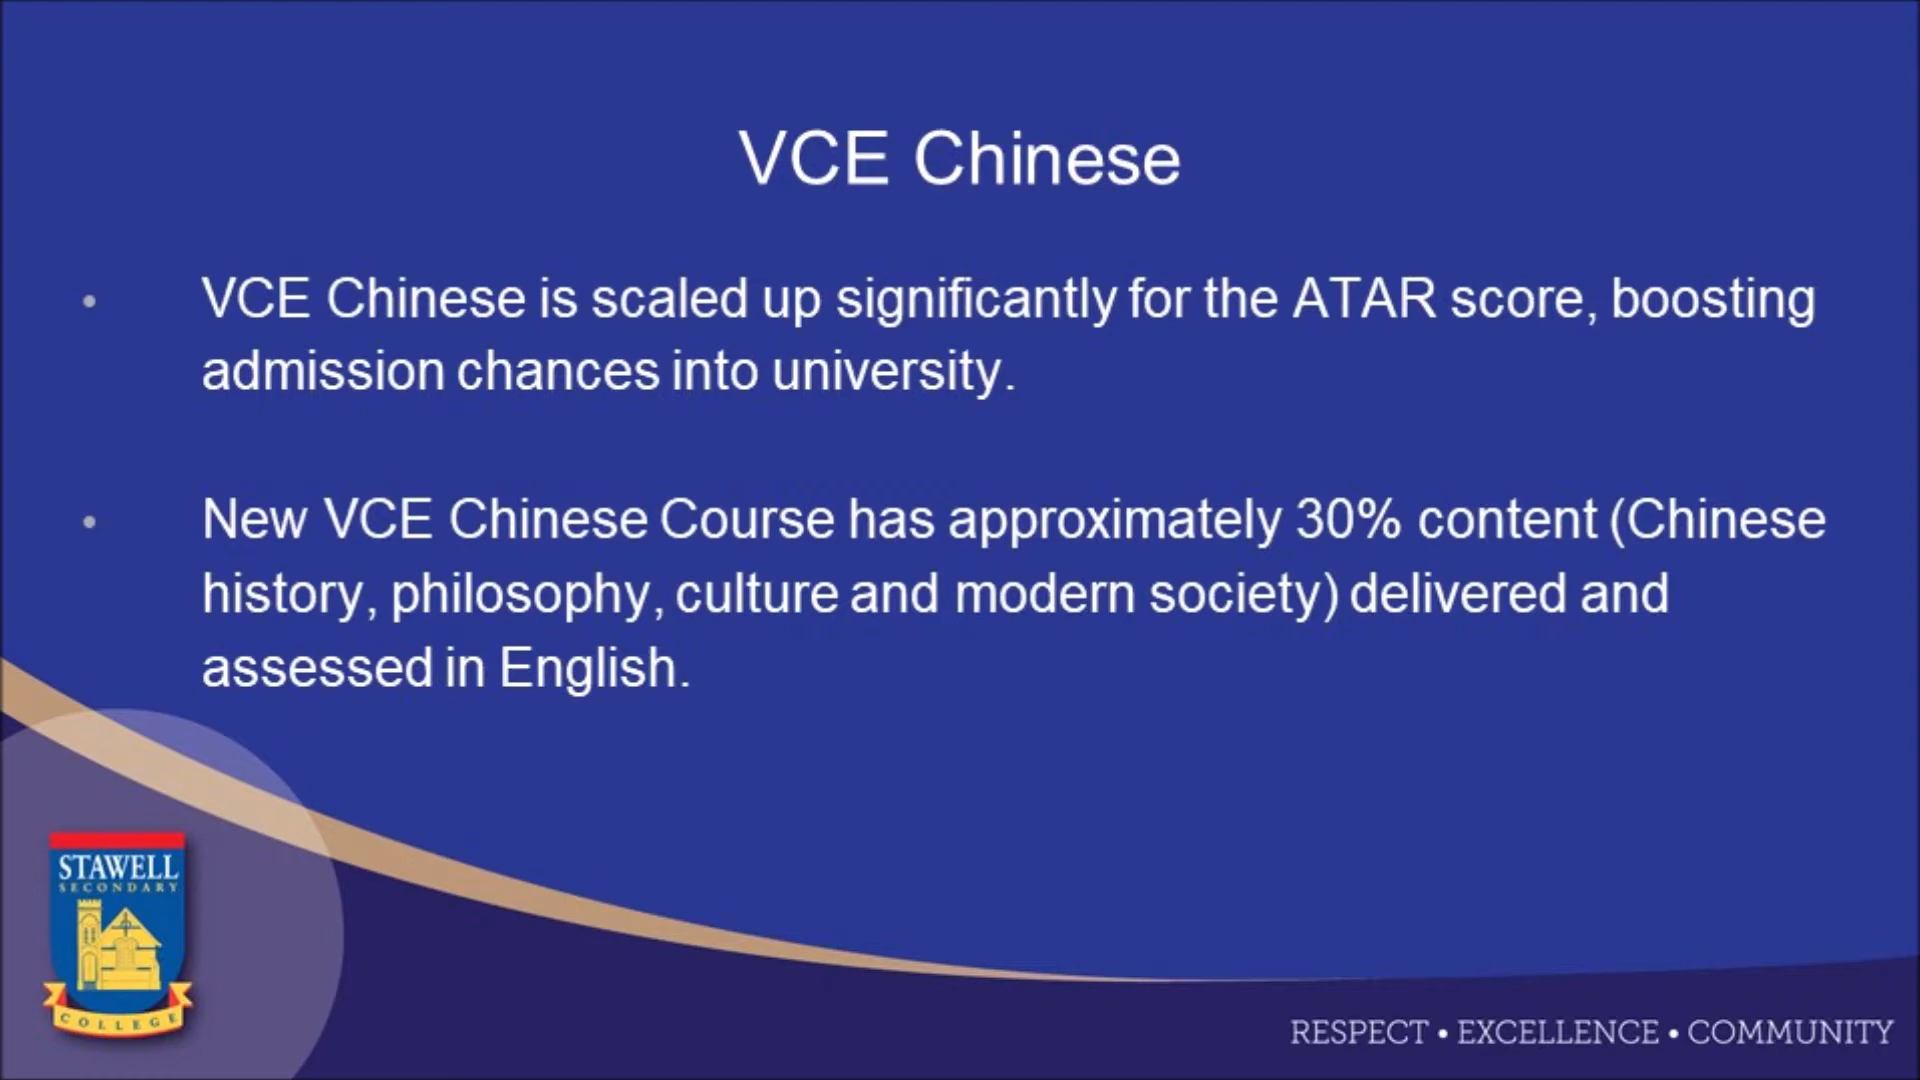 VCE Chinese
• VCE Chinese is scaled up significantly for the ATAR score, boosting
admission chances into university.
• New VCE Chinese Course has approximately 30% content (Chinese
history, philosophy, culture and modern society) delivered and
assessed in English.
STAWELL
SECONDARY
COLLEGE
RESPECT • EXCELLENCE • COMMUNITY